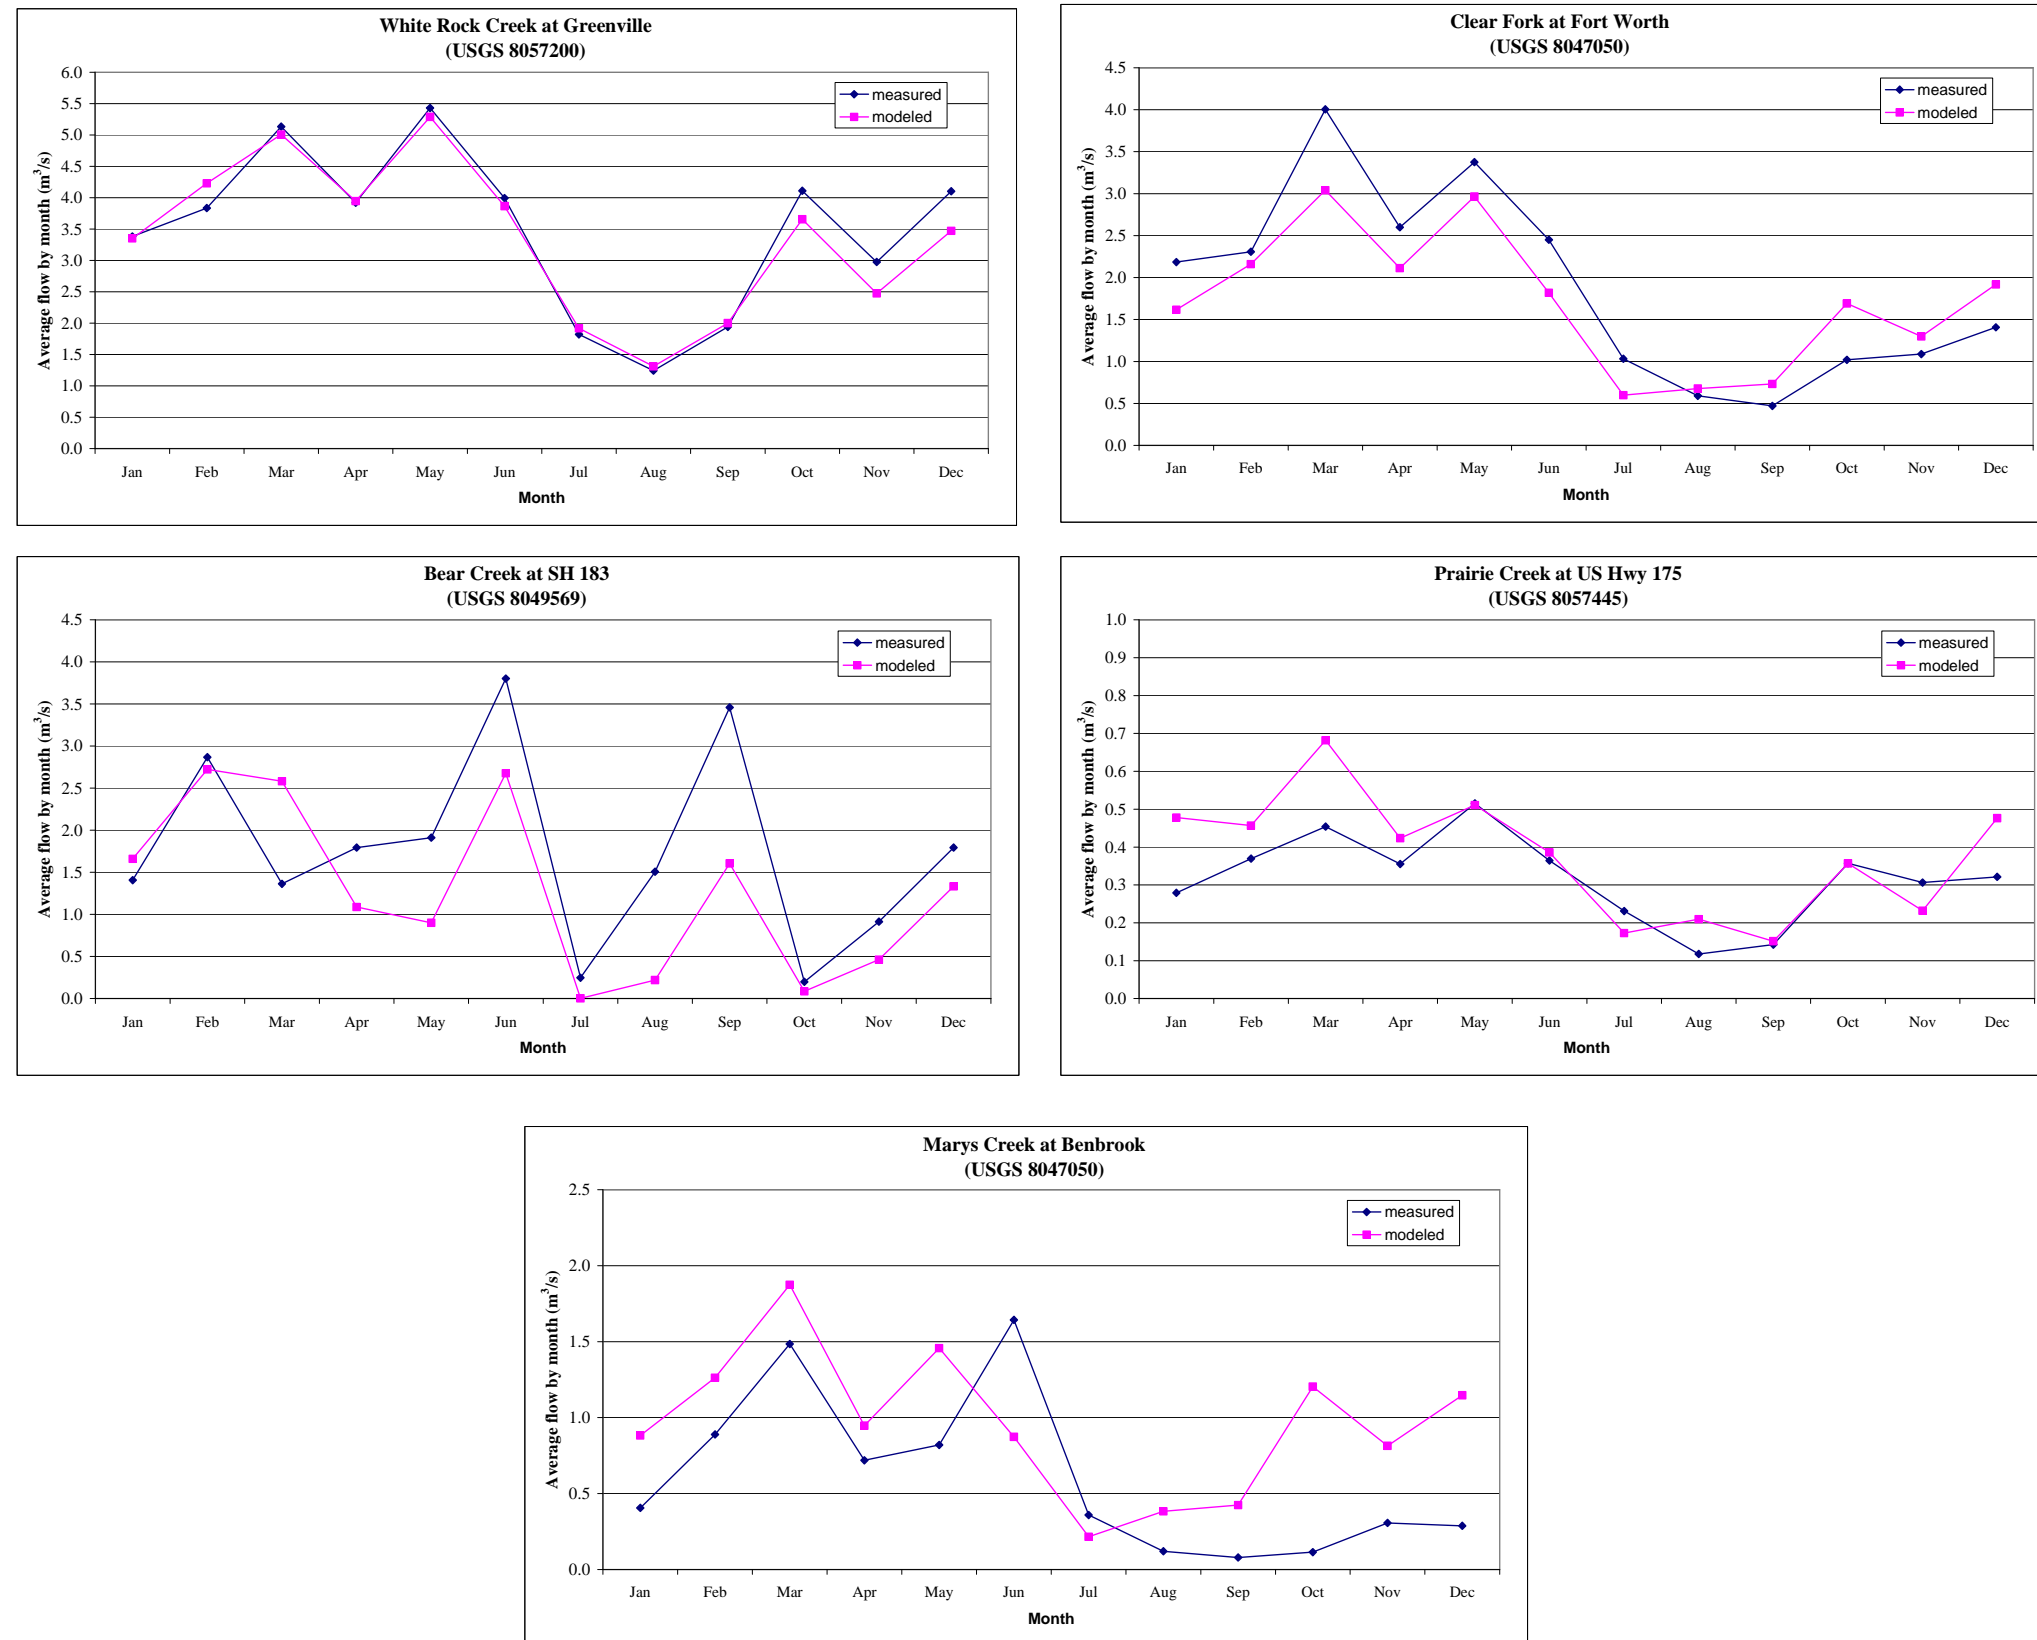 White Rock Creek at Greenville
(USGS 8057200)
Average flow by month (m³/s)
6.0
5.5
5.0
4.5
4.0
3.5
3.0
2.5
2.0
1.5
1.0
0.5
0.0
measured
modeled
Jan Feb Mar Apr May Jun Jul Aug Sep Oct Nov Dec
Month
Clear Fork at Fort Worth
(USGS 8047050)
Average flow by month (m³/s)
4.5
4.0
3.5
3.0
2.5
2.0
1.5
1.0
0.5
0.0
measured
modeled
Jan Feb Mar Apr May Jun Jul Aug Sep Oct Nov Dec
Month
Bear Creek at SH 183
(USGS 8049569)
Average flow by month (m³/s)
4.5
4.0
3.5
3.0
2.5
2.0
1.5
1.0
0.5
0.0
measured
modeled
Jan Feb Mar Apr May Jun Jul Aug Sep Oct Nov Dec
Month
Prairie Creek at US Hwy 175
(USGS 8057445)
Average flow by month (m³/s)
1.0
0.9
0.8
0.7
0.6
0.5
0.4
0.3
0.2
0.1
0.0
measured
modeled
Jan Feb Mar Apr May Jun Jul Aug Sep Oct Nov Dec
Month
Marys Creek at Benbrook
(USGS 8047050)
Average flow by month (m³/s)
2.5
2.0
1.5
1.0
0.5
0.0
measured
modeled
Jan Feb Mar Apr May Jun Jul Aug Sep Oct Nov Dec
Month